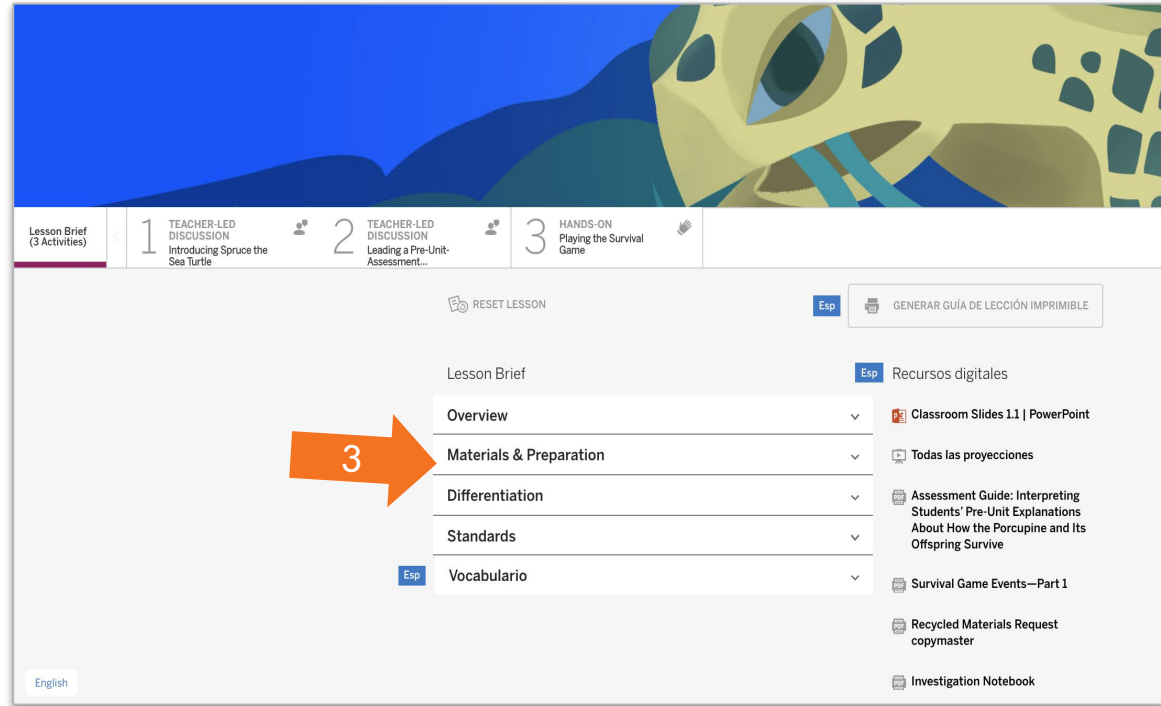 Lesson Brief
(3 Activities)
1
TEACHER-LED
DISCUSSION
Introducing Spruce the
Sea Turtle
2
TEACHER-LED
DISCUSSION
Leading a Pre-Unit-
Assessment...
3
HANDS-ON
Playing the Survival
Game
RESET LESSON
Esp
GENERAR GUÍA DE LECCIÓN IMPRIMIBLE
Lesson Brief
Overview
Materials & Preparation
Differentiation
Standards
Esp Vocabulario
3
Esp Recursos digitales
Classroom Slides 1.1 | PowerPoint
Todas las proyecciones
Assessment Guide: Interpreting
Students' Pre-Unit Explanations
About How the Porcupine and Its
Offspring Survive
Survival Game Events—Part 1
Recycled Materials Request
copymaster
Investigation Notebook
English